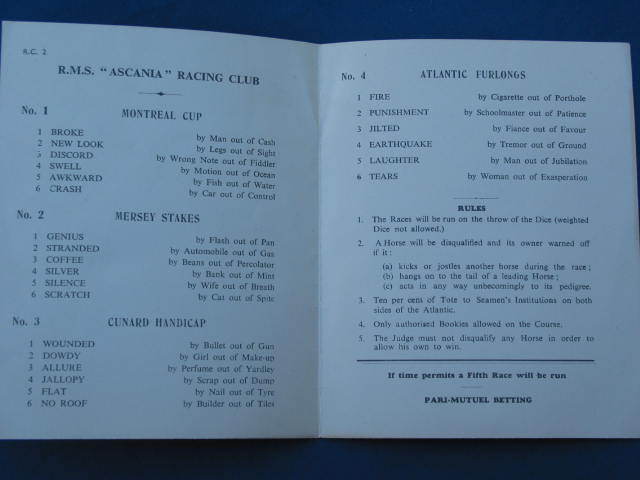 R.C. 2
R.M.S. "ASCANIA" RACING CLUB
No. 1 MONTREAL CUP
1 BROKE by Man out of Cash
2 NEW LOOK by Legs out of Sight
3 DISCORD by Wrong Note out of Fiddler
4 SWELL by Motion out of Ocean
5 AWKWARD by Fish out of Water
6 CRASH by Car out of Control
No. 2 MERSEY STAKES
1 GENIUS by Flash out of Pan
2 STRANDED by Automobile out of Gas
3 COFFEE by Beans out of Percolator
4 SILVER by Bank out of Mint
5 SILENCE by Wife out of Breath
6 SCRATCH by Cat out of Spite
No. 3 CUNARD HANDICAP
1 WOUNDED by Bullet out of Gun
2 DOWDY by Girl out of Make-up
3 ALLURE by Perfume out of Yardley
4 JALLOPY by Scrap out of Dump
5 FLAT by Nail out of Tyre
6 NO ROOF by Builder out of Tiles
No. 4 ATLANTIC FURLONGS
1 FIRE by Cigarette out of Porthole
2 PUNISHMENT by Schoolmaster out of Patience
3 JILTED by Fiance out of Favour
4 EARTHQUAKE by Tremor out of Ground
5 LAUGHTER by Man out of Jubilation
6 TEARS by Woman out of Exasperation
RULES
1. The Races will be run on the throw of the Dice (weighted
Dice not allowed.)
2. A Horse will be disqualified and its owner warned off
if it :
(a) kicks or jostles another horse during the race ;
(b) hangs on to the tail of a leading Horse ;
(c) acts in any way unbecomingly to its pedigree.
3. Ten per cent of Tote to Seamen's Institutions on both
sides of the Atlantic.
4. Only authorised Bookies allowed on the Course.
5. The Judge must not disqualify any Horse in order to
allow his own to win.
If time permits a Fifth Race will be run
PARI-MUTUEL BETTING